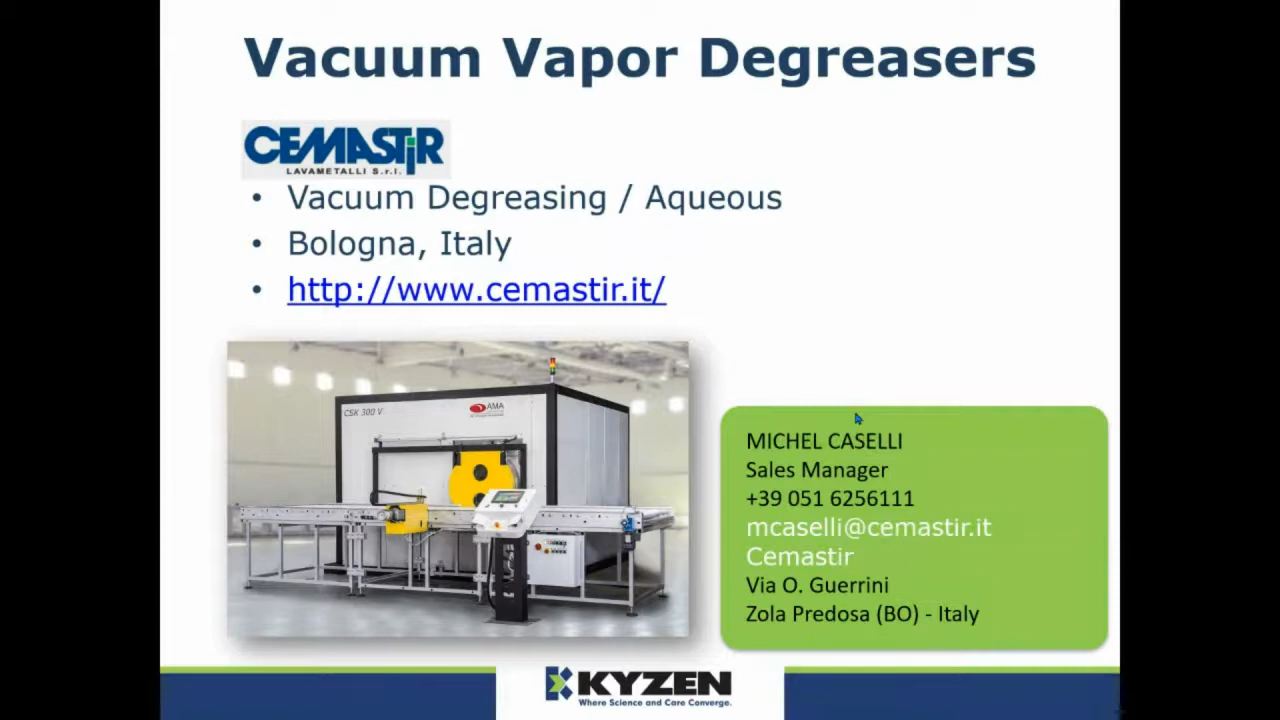 Vacuum Vapor Degreasers
CEMASTIR
LAVAMETALLI S.r.l.
• Vacuum Degreasing / Aqueous
• Bologna, Italy
• http://www.cemastir.it/
CSK 300 V
AMA
MICHEL CASELLI
Sales Manager
+39 051 6256111
mcaselli@cemastir.it
Cemastir
Via O. Guerrini
Zola Predosa (BO) - Italy
KYZEN
Where Science and Care Converge.